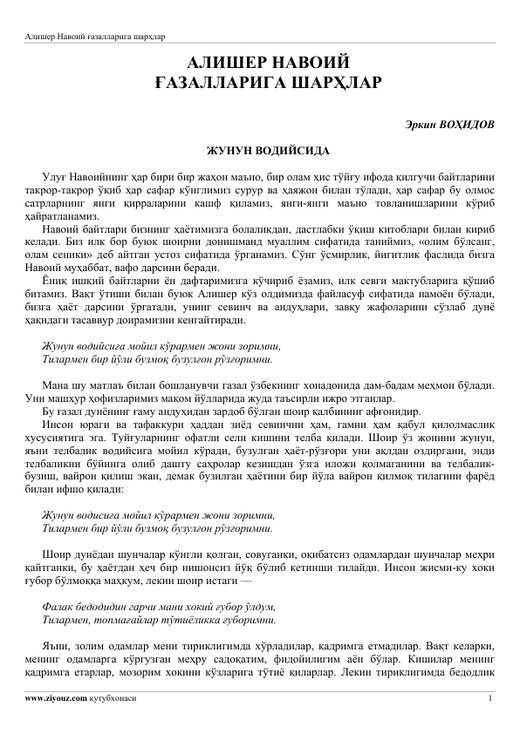 Алишер Навоий ғазалларига шарҳлар
АЛИШЕР НАВОИЙ
ҒАЗАЛЛАРИГА ШАРҲЛАР
Эркин ВОҲИДОВ
ЖУНУН ВОДИЙСИДА
Улуғ Навоийнинг ҳар бири бир жаҳон маъно, бир олам ҳис туйғу ифода қилгучи байтларини
такрор-такрор ўқиб ҳар сафар кўнглимиз сурур ва ҳаяжон билан тўлади, ҳар сафар бу олмос
сатрларнинг янги қирраларини кашф қиламиз, янги-янги маъно товланишларини кўриб
ҳайратланамиз.
Навоий байтлари бизнинг ҳаётимизга болаликдан, дастлабки ўқиш китоблари билан кириб
келади. Биз илк бор буюк шоирни донишманд муаллим сифатида таниймиз, «олим бўлсанг,
олам сеники» деб айтган устоз сифатида ўрганамиз. Сўнг ўсмирлик, йигитлик фаслида бизга
Навоий муҳаббат, вафо дарсини беради.
Ёниқ ишқий байтларни ён дафтаримизга кўчириб ёзамиз, илк севги мактубларига қўшиб
битамиз. Вақт ўтиши билан буюк Алишер кўз олдимизда файласуф сифатида намоён бўлади,
бизга ҳаёт дарсини ўргатади, унинг севинч ва андуҳлари, завқу жафоларини сўзлаб дунё
ҳақидаги тасаввур доирамизни кенгайтиради.
Жунун водийсига мойил кўрармен жони зоримни,
Тилармен бир йўли бузмоқ бузулғон рўзғоримни.
Мана шу матлаъ билан бошланувчи ғазал ўзбекнинг хонадонида дам-бадам меҳмон бўлади.
Уни машҳур ҳофизларимиз мақом йўлларида жуда таъсирли ижро этганлар.
Бу ғазал дунёнинг ғаму андуҳидан зардоб бўлган шоир қалбининг афғонидир.
Инсон юраги ва тафаккури ҳаддан зиёд севинчни ҳам, ғамни ҳам қабул қилолмаслик
хусусиятига эга. Туйғуларнинг офатли сели кишини телба қилади. Шоир ўз жонини жунун,
яъни телбалик водийсига мойил кўради, бузулган ҳаёт-рўзғори уни ақлдан оздиргани, энди
телбаликни бўйнига олиб дашту саҳролар кезишдан ўзга иложи қолмаганини ва телбалик-
бузиш, вайрон қилиш экан, демак бузилган ҳаётини бир йўла вайрон қилмоқ тилагини фарёд
билан ифшо қилади:
Жунун водисига мойил кўрармен жони зоримни,
Тилармен бир йўли бузмоқ бузулғон рўзғоримни.
Шоир дунёдан шунчалар кўнгли қолган, совуганки, оқибатсиз одамлардан шунчалар меҳри
қайтганки, бу ҳаётдан ҳеч бир нишонсиз йўқ бўлиб кетишни тилайди. Инсон жисми-ку хоки
ғубор бўлмоққа маҳкум, лекин шоир истаги —
Фалак бедодидин гарчи мани хокий ғубор ўлдум,
Тилармен, топмағайлар тўтиёликка ғуборимни.
Яъни, золим одамлар мени тириклигимда хўрладилар, қадримга етмадилар. Вақт келарки,
менинг одамларга кўргузган меҳру садоқатим, фидойилигим аён бўлар. Кишилар менинг
қадримга етарлар, мозорим хокини кўзларига тўтиё қиларлар. Лекин тириклигимда бедодлик
www.ziyouz.com кутубхонаси 1